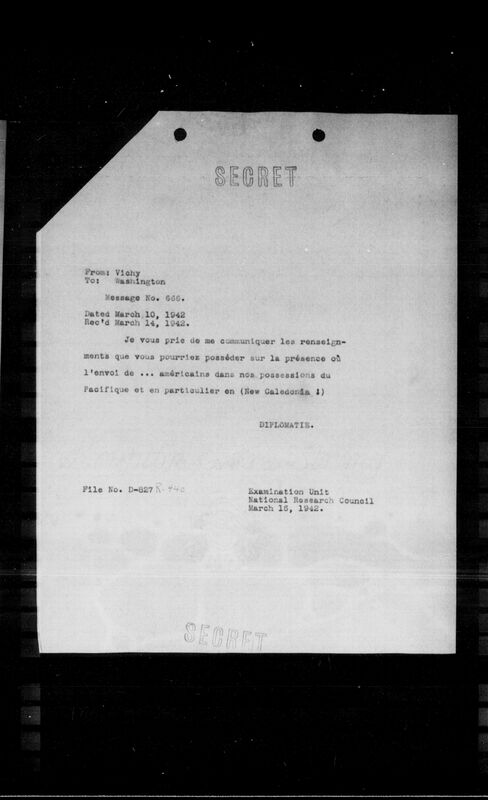 SECRET
From: Vichy
To: Washington
Message No. 666.
Dated March 10, 1942
Rec'd March 14, 1942.
Je vous prie de me communiquer les renseign-
ments que vous pourriez posséder sur la présence où
l'envoi de ... américains dans nos possessions du
Pacifique et en particulier en (New Caledonia !)
DIPLOMATIE.
File No. D-827
Examination Unit
National Research Council
March 16, 1942.
SECRET